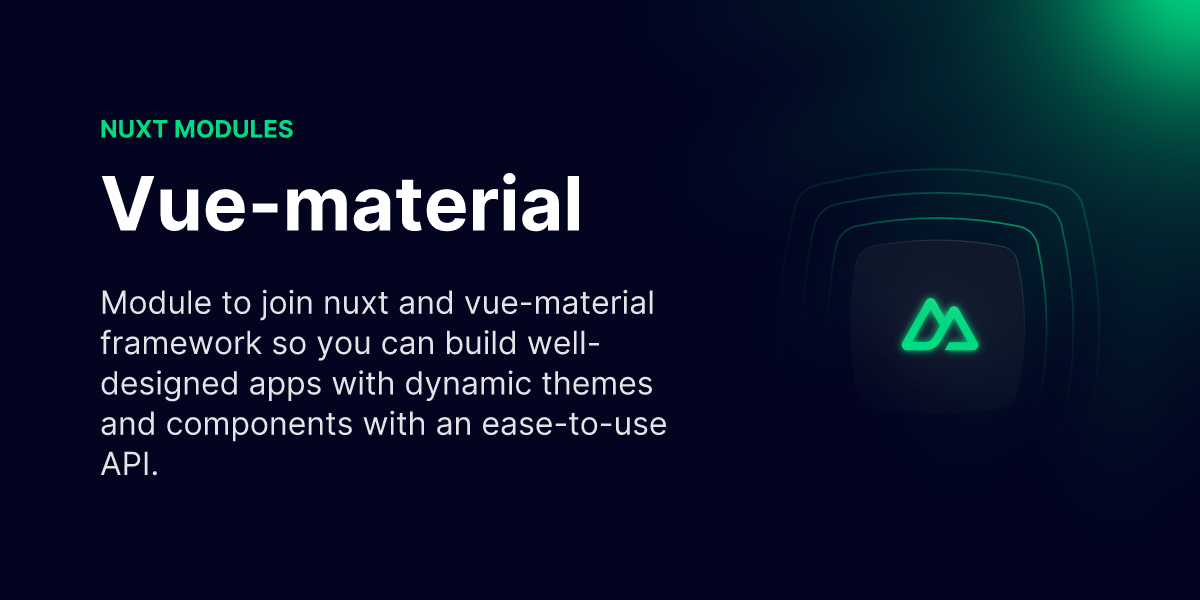 NUXT MODULES
Vue-material
Module to join nuxt and vue-material
framework so you can build well-
designed apps with dynamic themes
and components with an ease-to-use
API.